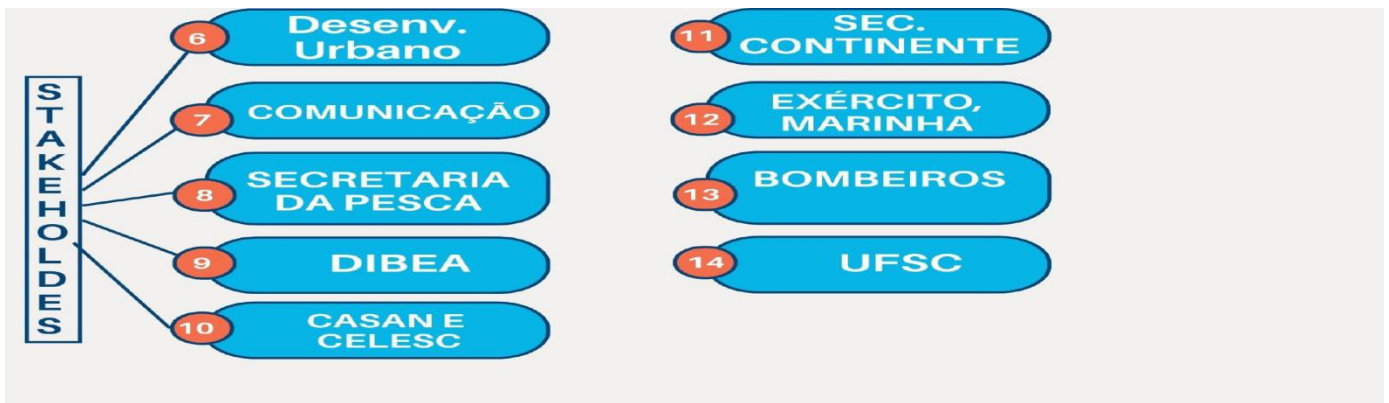 STAKEHOLDES
6
Desenv.
Urbano
7
COMUNICAÇÃO
8
SECRETARIA
DA PESCA
9
DIBEA
10
CASAN E
CELESC
11
SEC.
CONTINENTE
12
EXÉRCITO,
MARINHA
13
BOMBEIROS
14
UFSC